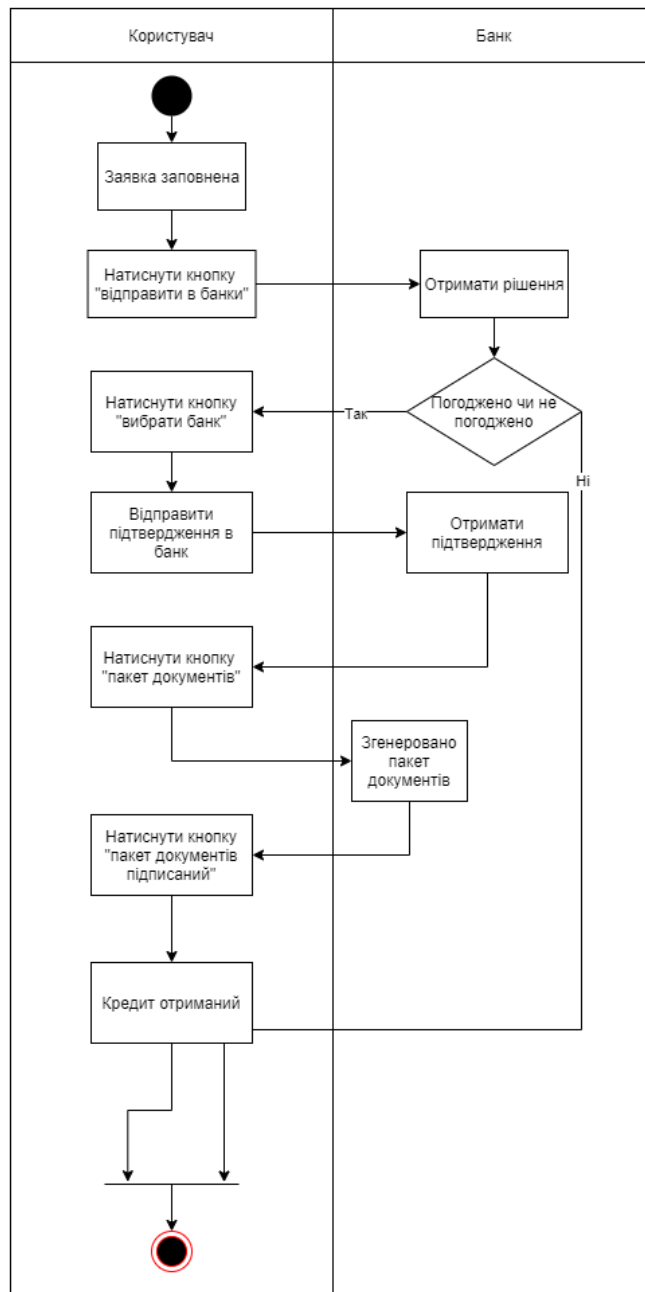 Користувач
Банк
Заявка заповнена
Натиснути кнопку
"відправити в банки"
Отримати рішення
Погоджено чи не
погоджено
Так
Ні
Натиснути кнопку
"вибрати банк"
Відправити
підтвердження в
банк
Отримати
підтвердження
Натиснути кнопку
"пакет документів"
Згенеровано
пакет
документів
Натиснути кнопку
"пакет документів
підписаний"
Кредит отриманий